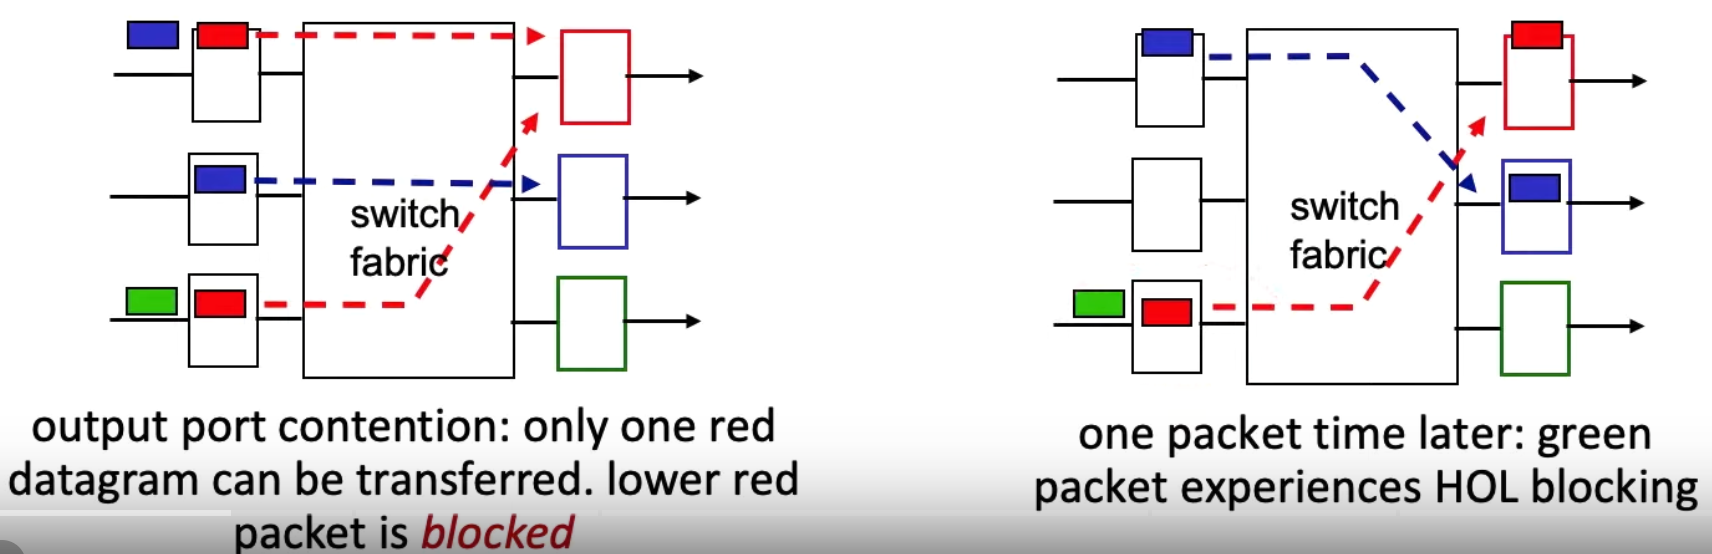 switch
fabric
output port contention: only one red
datagram can be transferred. lower red
packet is blocked
switch
fabric
one packet time later: green
packet experiences HOL blocking